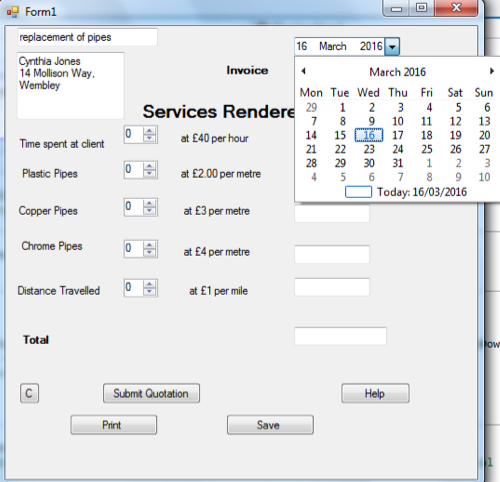 Form1
replacement of pipes
16 March 2016
Cynthia Jones
14 Mollison Way,
Wembley
Invoice
March 2016
Mon Tue Wed Thu Fri Sat Sun
29 1 2 3 4 5 6
7 8 9 10 11 12 13
14 15 16 17 18 19 20
21 22 23 24 25 26 27
28 29 30 31 1 2 3
4 5 6 7 8 9 10
Today: 16/03/2016
Services Rendere
Time spent at client 0 at £40 per hour
Plastic Pipes 0 at £2.00 per metre
Copper Pipes 0 at £3 per metre
Chrome Pipes 0 at £4 per metre
Distance Travelled 0 at £1 per mile
Total
C Submit Quotation Help
Print Save